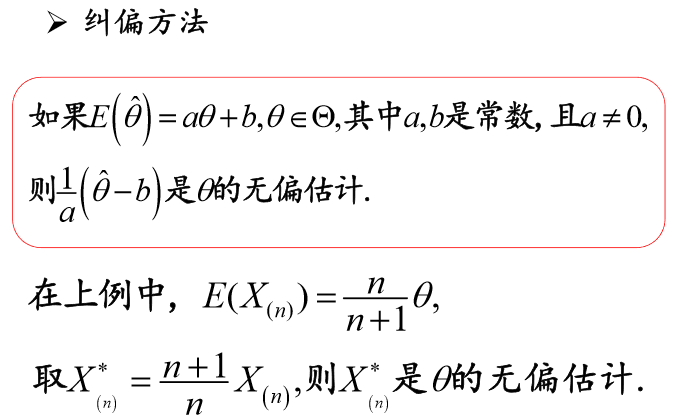 ➢ 纠偏方法
如果E(θ̂)=aθ+b,θ∈Θ,其中a,b是常数,且a≠0,
则1/a(θ̂−b)是θ的无偏估计.
在上例中，E(X₍ₙ₎)=n/(n+1)θ,
取X*₍ₙ₎=(n+1)/n X₍ₙ₎,则X*₍ₙ₎是θ的无偏估计.